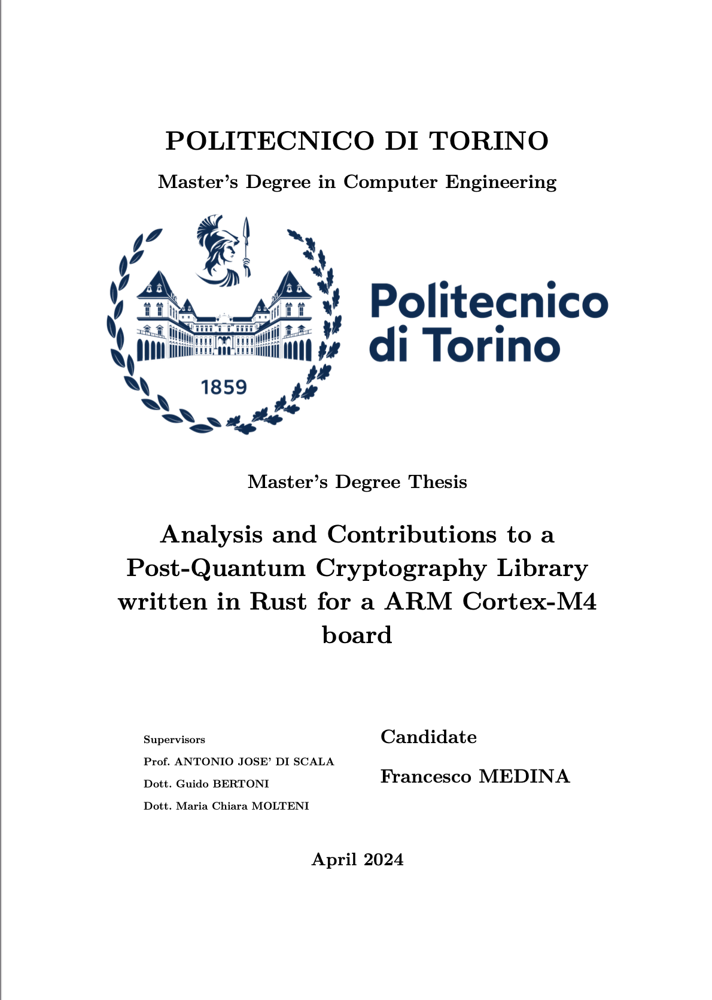 POLITECNICO DI TORINO
Master's Degree in Computer Engineering
1859
Politecnico
di Torino
Master's Degree Thesis
Analysis and Contributions to a
Post-Quantum Cryptography Library
written in Rust for a ARM Cortex-M4
board
Supervisors
Prof. ANTONIO JOSE' DI SCALA
Dott. Guido BERTONI
Dott. Maria Chiara MOLTENI
Candidate
Francesco MEDINA
April 2024